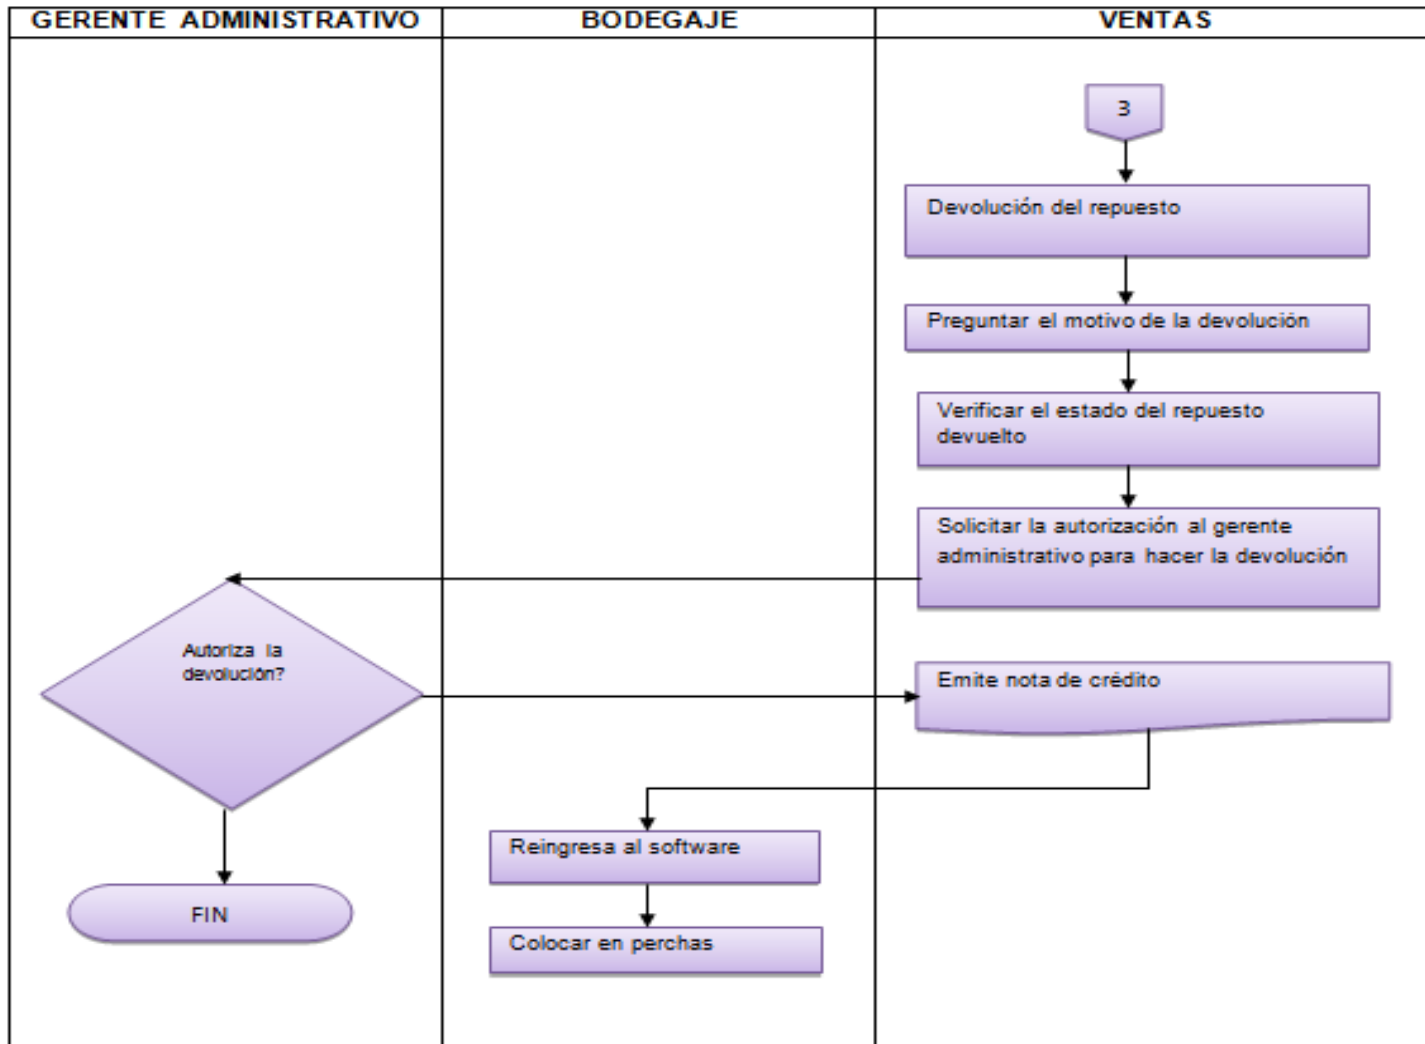 GERENTE ADMINISTRATIVO
BODEGAJE
VENTAS
3
Devolución del repuesto
Preguntar el motivo de la devolución
Verificar el estado del repuesto
devuelto
Solicitar la autorización al gerente
administrativo para hacer la devolución
Autoriza la
devolución?
Emite nota de crédito
Reingresa al software
FIN
Colocar en perchas